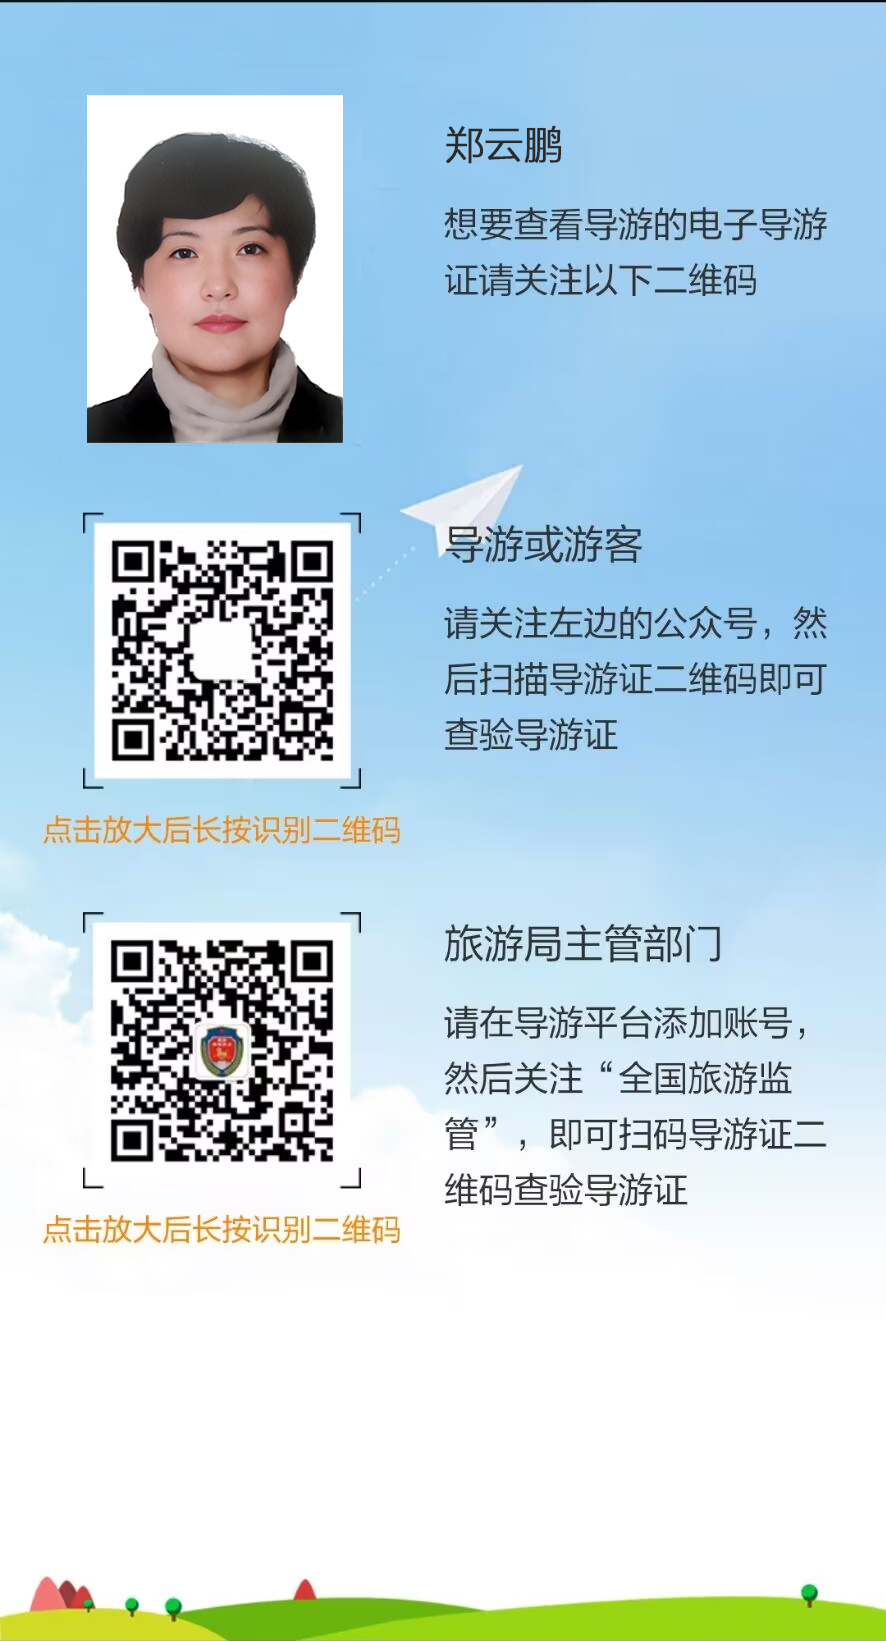 郑云鹏
想要查看导游的电子导游
证请关注以下二维码
导游或游客
请关注左边的公众号，然
后扫描导游证二维码即可
查验导游证
点击放大后长按识别二维码
旅游局主管部门
请在导游平台添加账号，
然后关注“全国旅游监
管”，即可扫码导游证二
维码查验导游证
点击放大后长按识别二维码